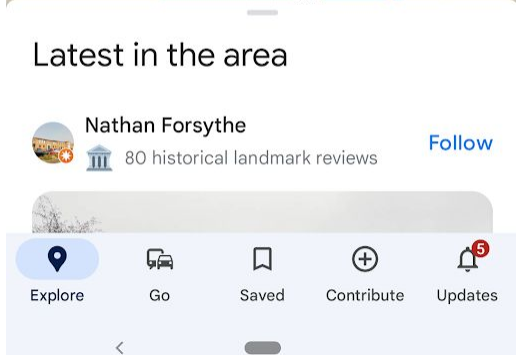 Latest in the area
Nathan Forsythe
80 historical landmark reviews
Follow
5
Explore
Go
Saved
Contribute
Updates